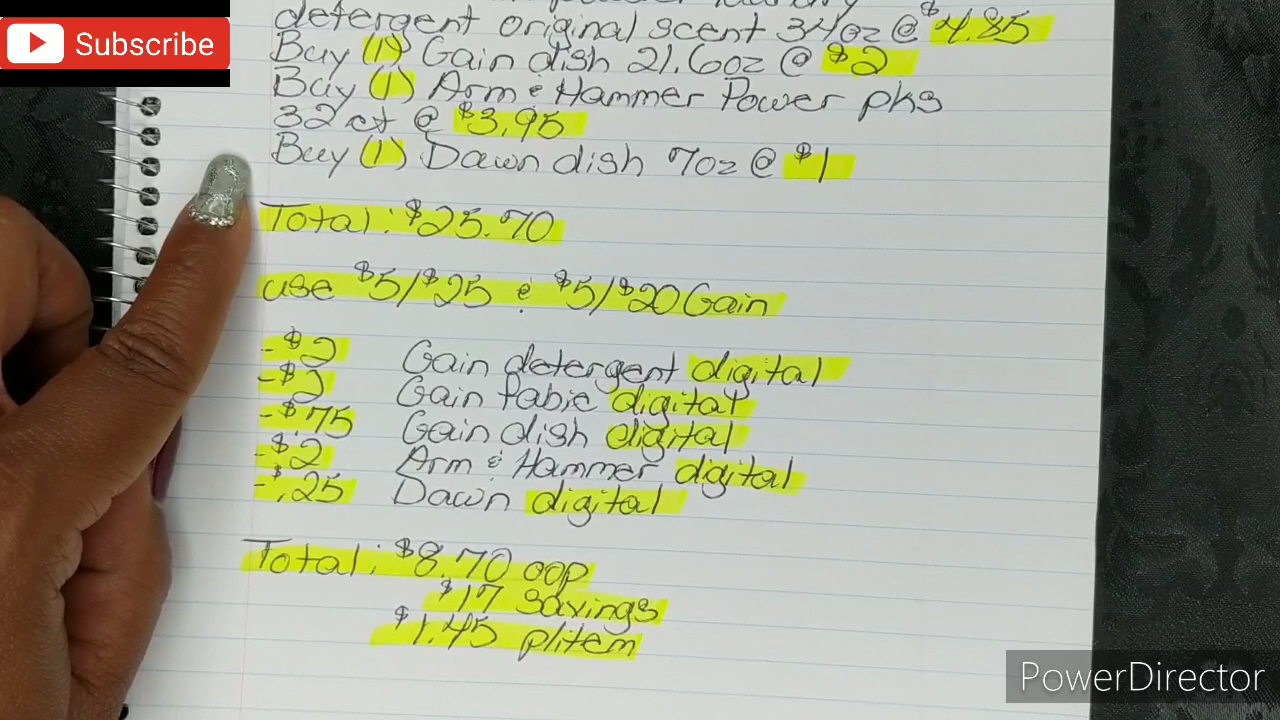 detergent original scent 34oz @ $4.85
Subscribe
Buy (1) Gain dish 21.6oz @ $2
Buy (1) Arm & Hammer Power pks
32 ct @ $3.95
Buy (1) Dawn dish 7oz @ $1
Total: $25.70
use $5/$25 & $5/$20 Gain
-$2 Gain detergent digital
-$2 Gain fabic digital
-$.75 Gain dish digital
-$2 Arm & Hammer digital
-$.25 Dawn digital
Total: $8.70 oop
$17 savings
$1.45 p/item
PowerDirector